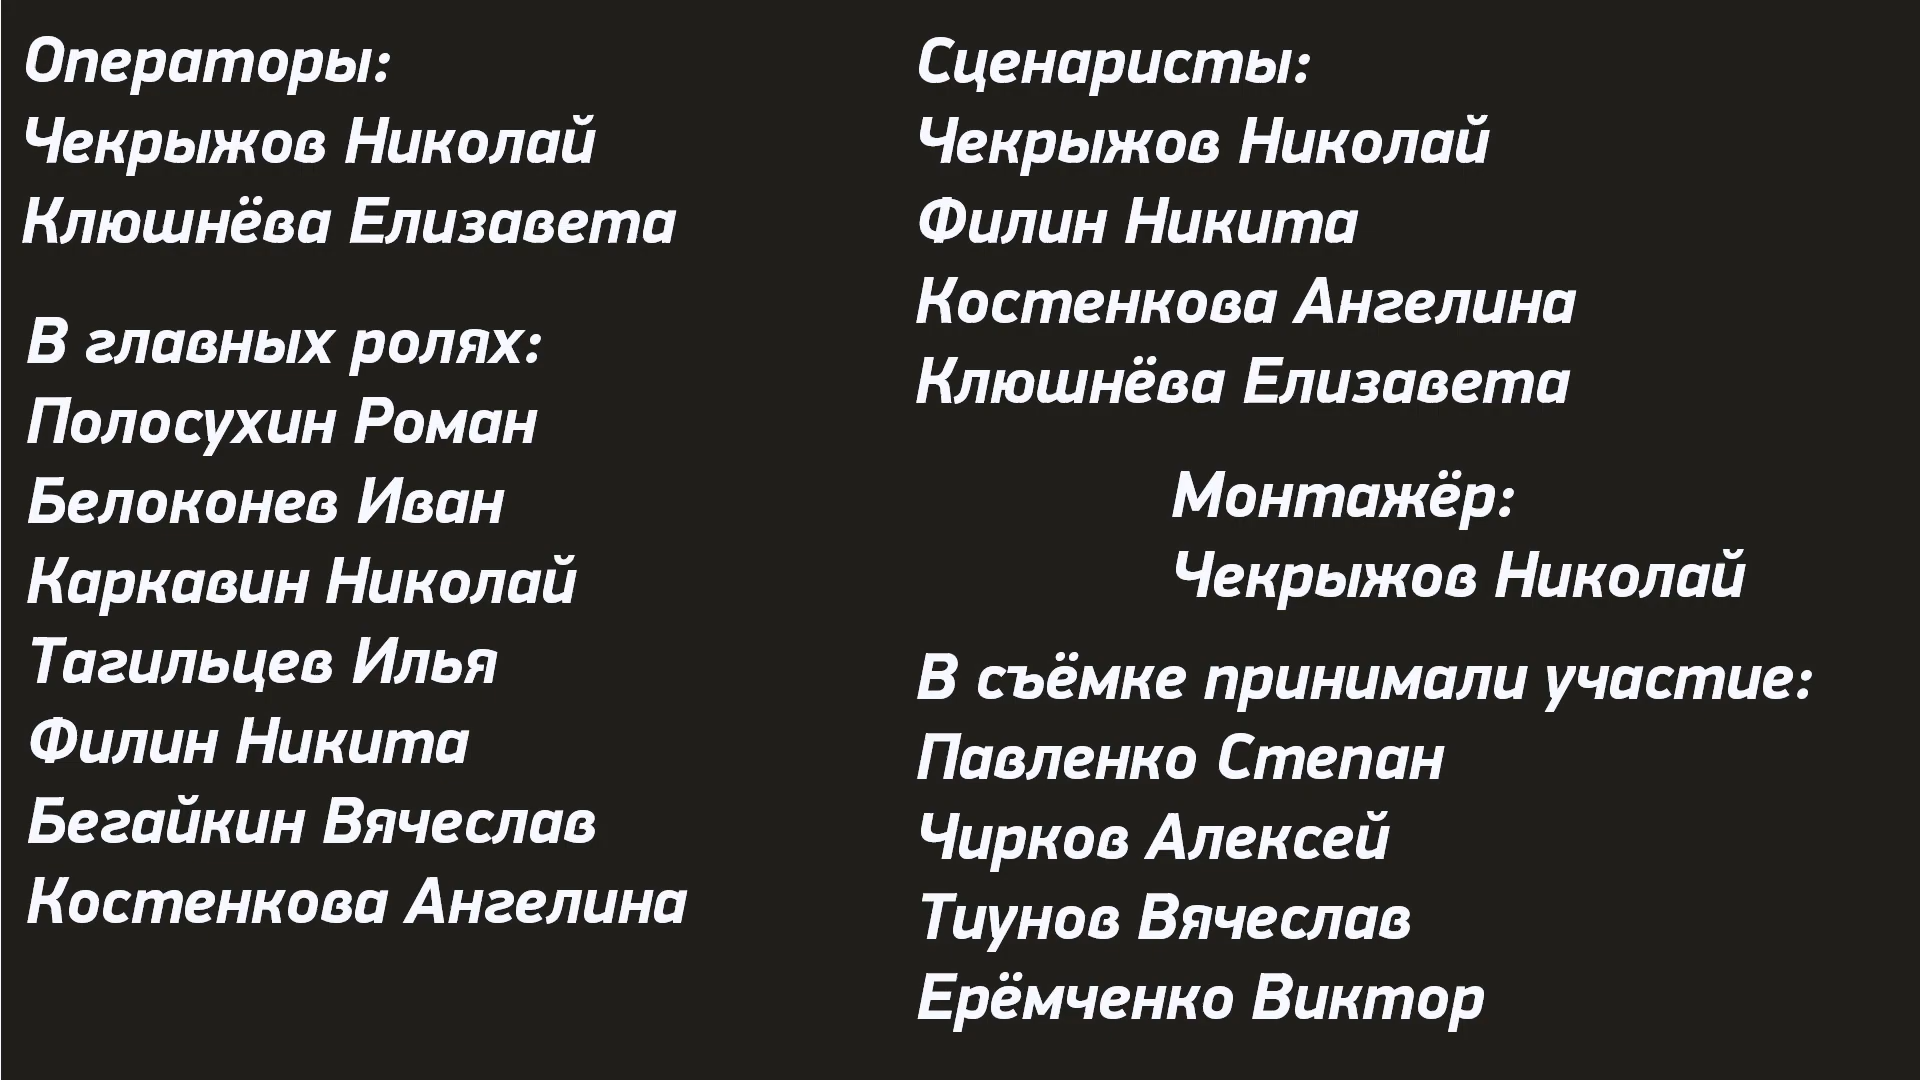 Операторы:
Чекрыжов Николай
Клюшнёва Елизавета
В главных ролях:
Полосухин Роман
Белоконев Иван
Каркавин Николай
Тагильцев Илья
Филин Никита
Бегайкин Вячеслав
Костенкова Ангелина
Сценаристы:
Чекрыжов Николай
Филин Никита
Костенкова Ангелина
Клюшнёва Елизавета
Монтажёр:
Чекрыжов Николай
В съёмке принимали участие:
Павленко Степан
Чирков Алексей
Тиунов Вячеслав
Ерёмченко Виктор